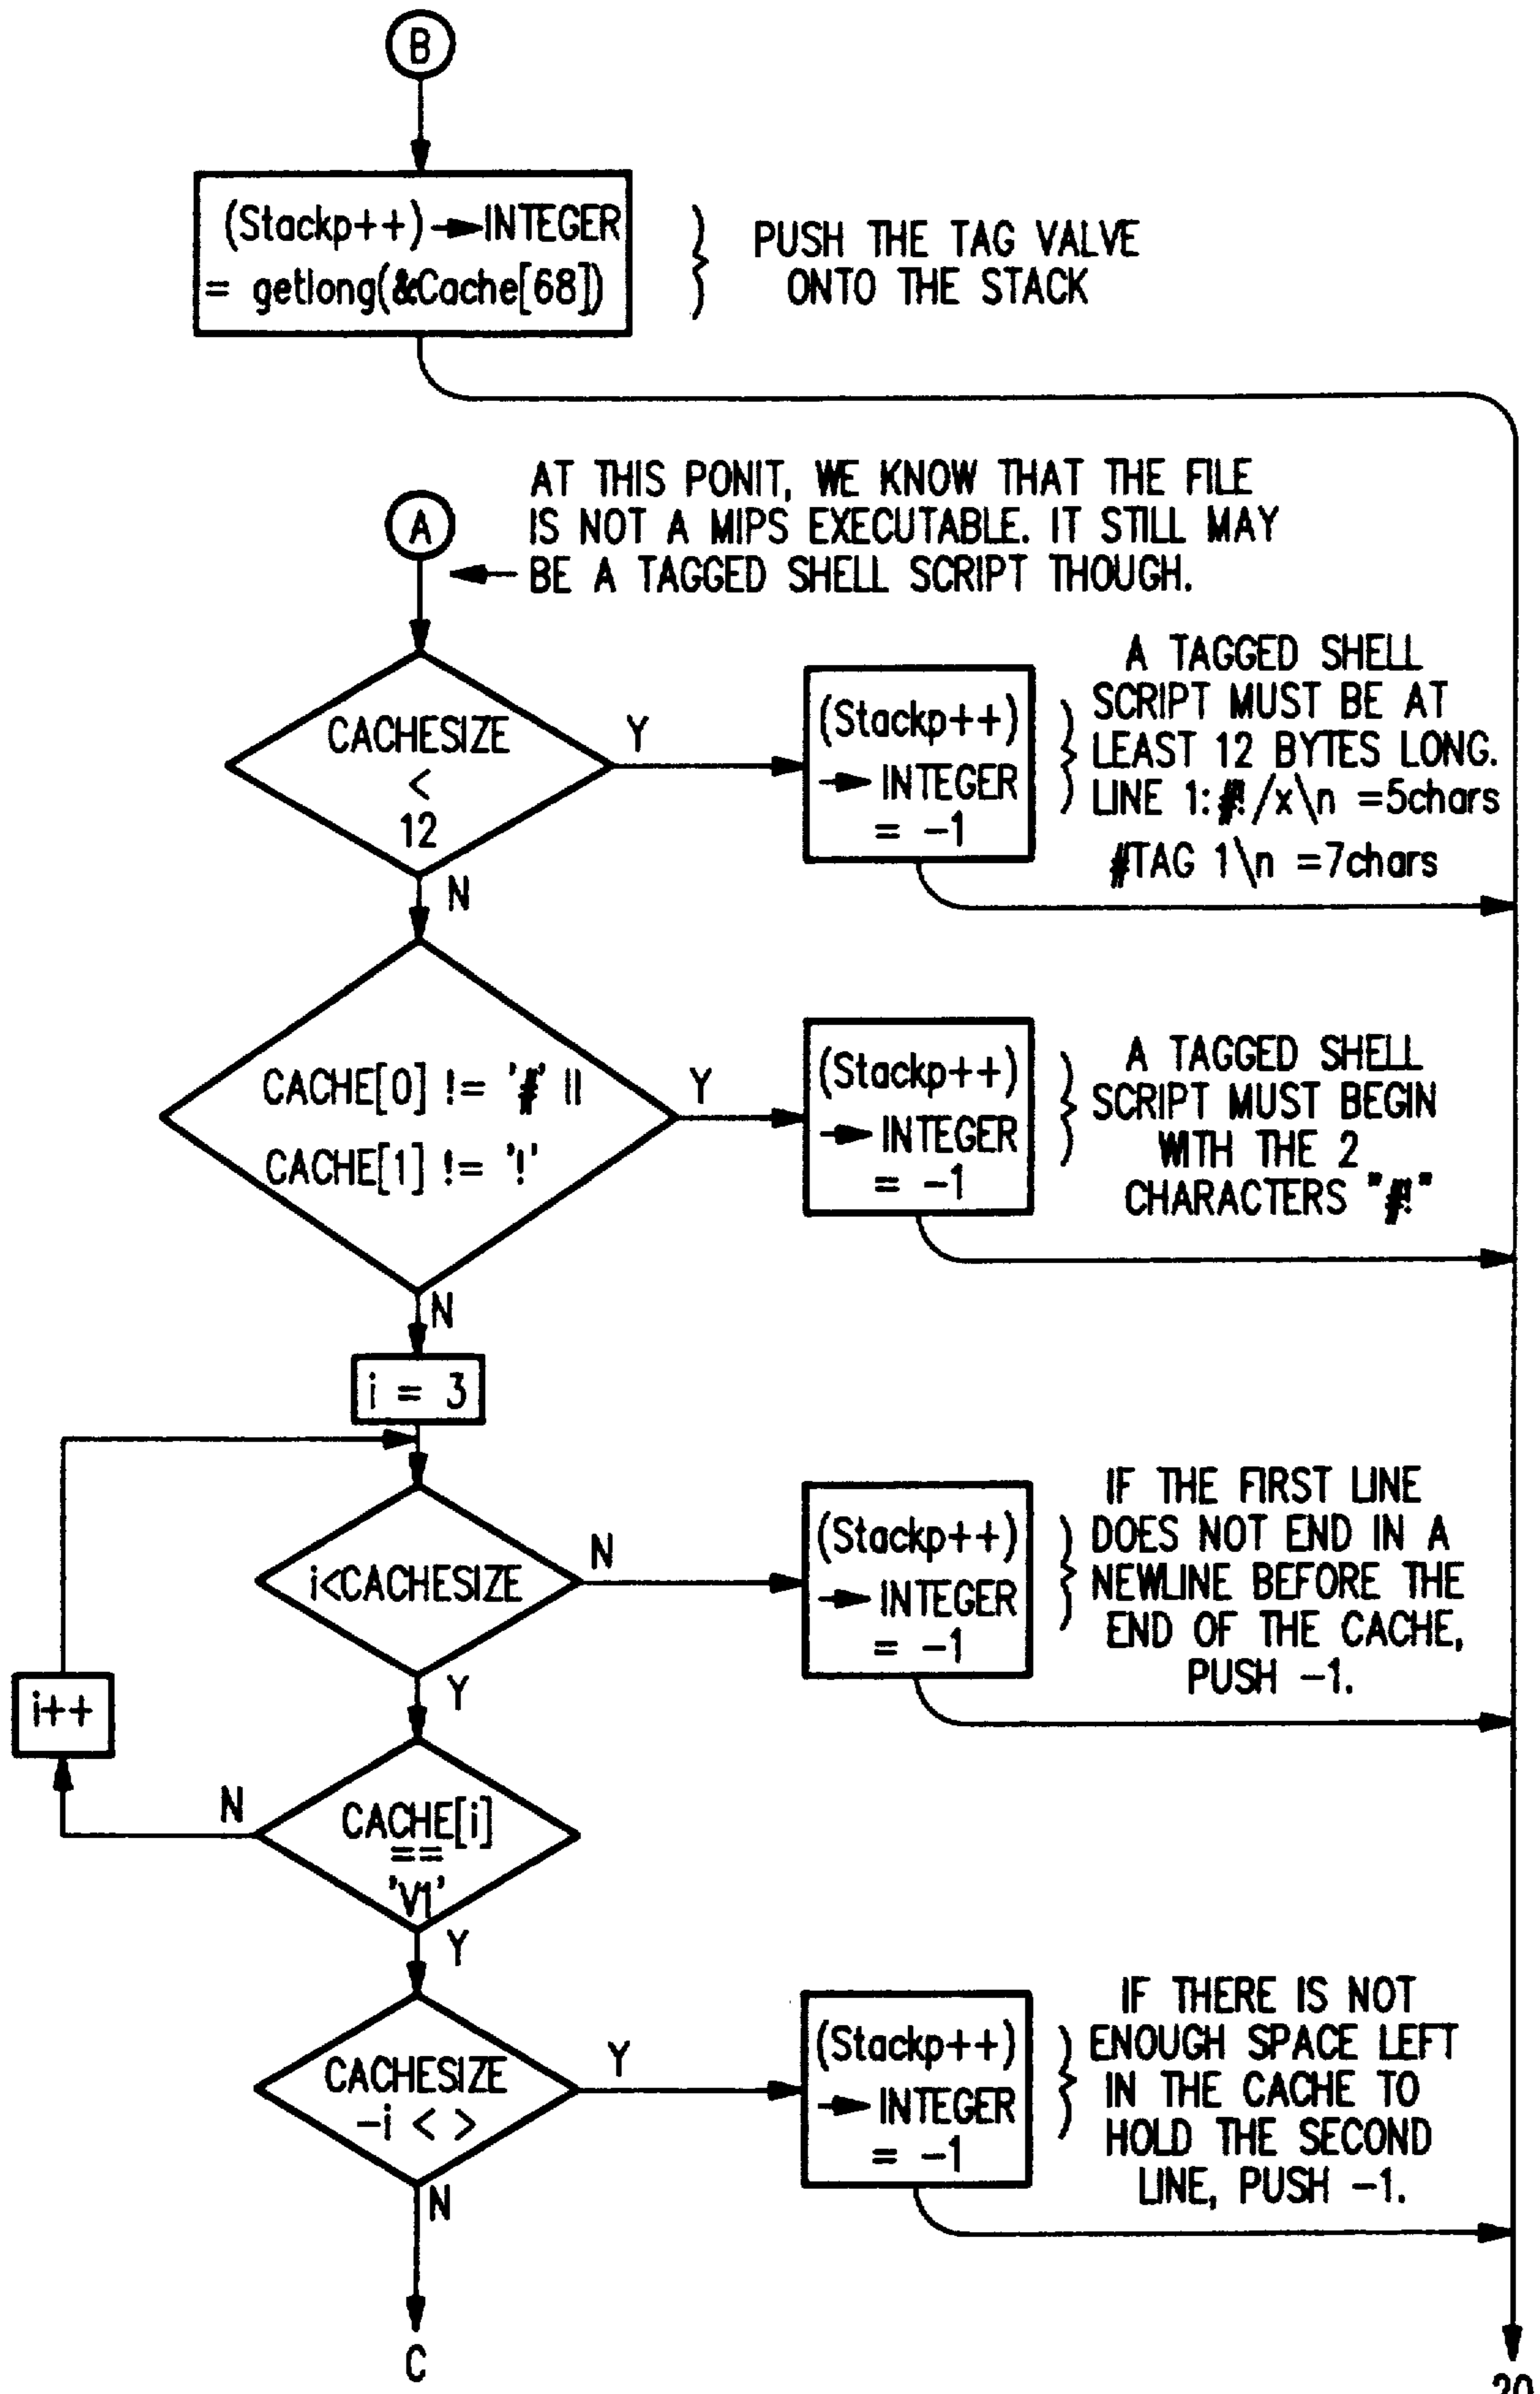 B
(Stackp++)→INTEGER
= getlong(&Cache[68])
PUSH THE TAG VALVE
ONTO THE STACK
A
AT THIS PONIT, WE KNOW THAT THE FILE
IS NOT A MIPS EXECUTABLE. IT STILL MAY
BE A TAGGED SHELL SCRIPT THOUGH.
CACHESIZE
<
12
Y
N
(Stackp++)
→ INTEGER
= -1
A TAGGED SHELL
SCRIPT MUST BE AT
LEAST 12 BYTES LONG.
LINE 1: #!/x\n =5chars
#TAG 1\n =7chars
CACHE[0] != '#' ||
CACHE[1] != '!'
Y
N
(Stackp++)
→ INTEGER
= -1
A TAGGED SHELL
SCRIPT MUST BEGIN
WITH THE 2
CHARACTERS "#!"
i = 3
i<CACHESIZE
N
Y
(Stackp++)
→ INTEGER
= -1
IF THE FIRST LINE
DOES NOT END IN A
NEWLINE BEFORE THE
END OF THE CACHE,
PUSH -1.
i++
N
CACHE[i]
==
'V1'
Y
CACHESIZE
-i < >
Y
N
(Stackp++)
→ INTEGER
= -1
IF THERE IS NOT
ENOUGH SPACE LEFT
IN THE CACHE TO
HOLD THE SECOND
LINE, PUSH -1.
C